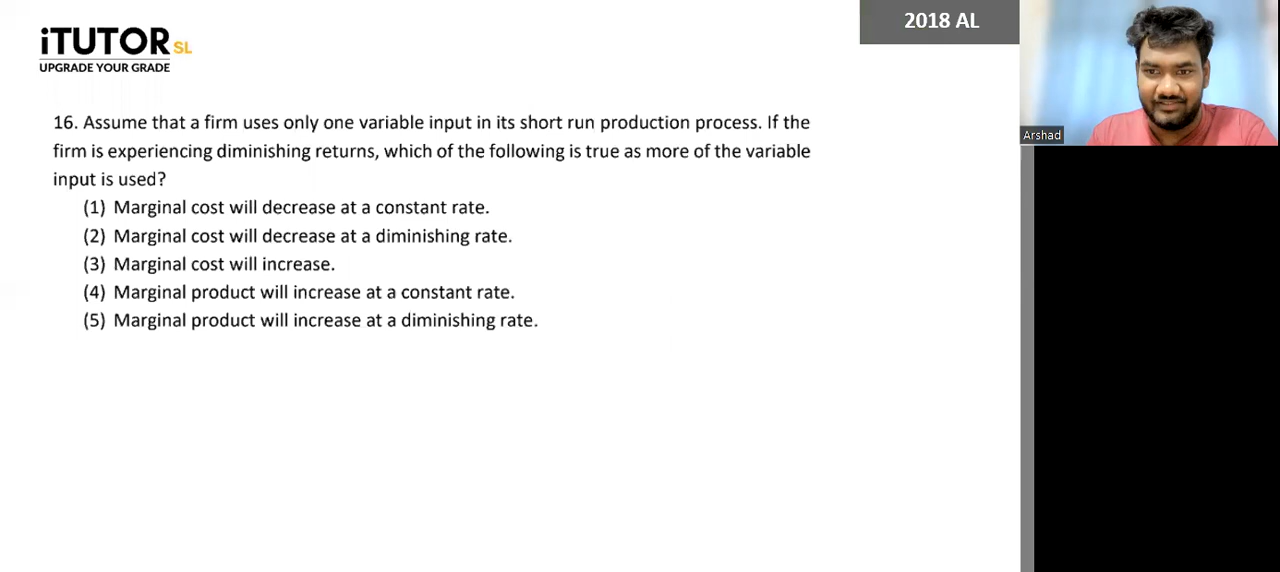 iTUTOR SL
UPGRADE YOUR GRADE
2018 AL
Arshad
16. Assume that a firm uses only one variable input in its short run production process. If the
firm is experiencing diminishing returns, which of the following is true as more of the variable
input is used?
(1) Marginal cost will decrease at a constant rate.
(2) Marginal cost will decrease at a diminishing rate.
(3) Marginal cost will increase.
(4) Marginal product will increase at a constant rate.
(5) Marginal product will increase at a diminishing rate.